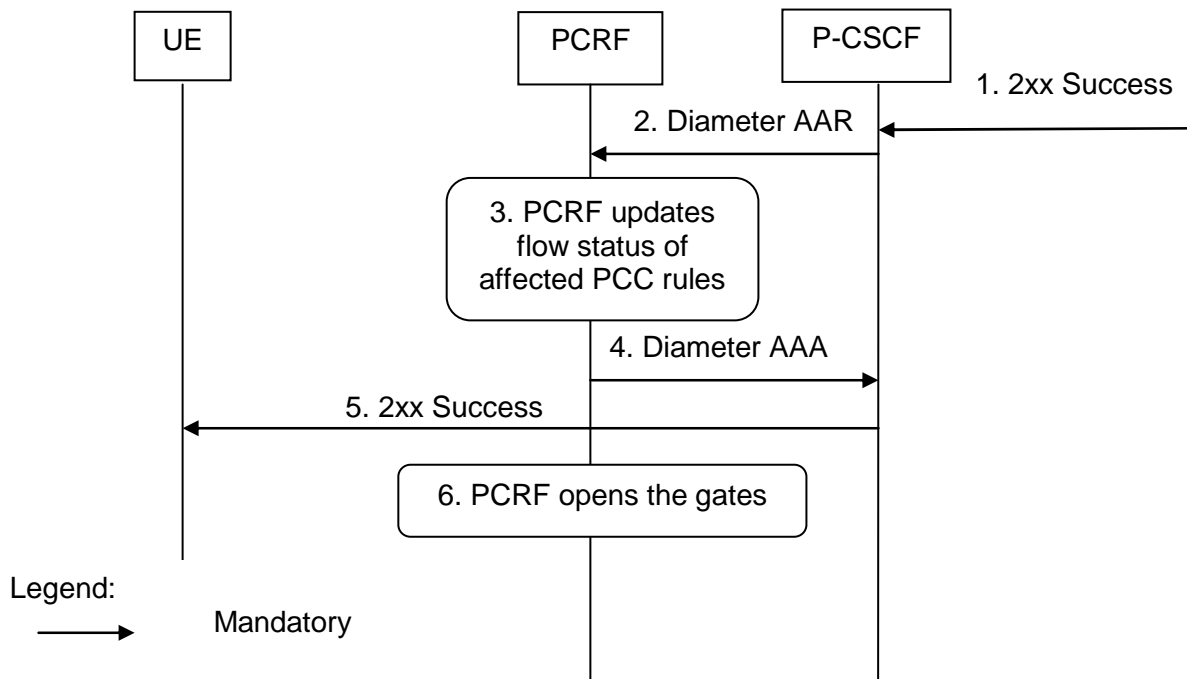 UE
PCRF
P-CSCF
1. 2xx Success
2. Diameter AAR
3. PCRF updates
flow status of
affected PCC rules
4. Diameter AAA
5. 2xx Success
6. PCRF opens the gates
Legend:
Mandatory